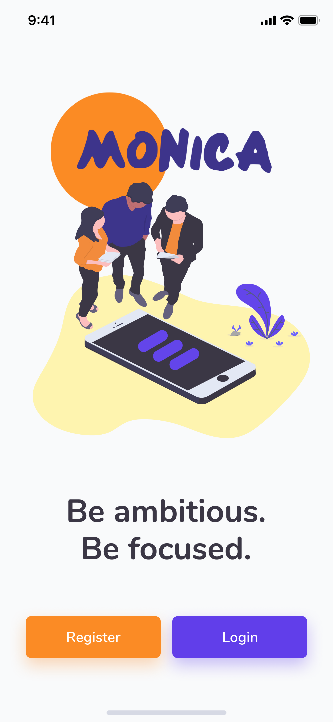 9:41
MONICA
Be ambitious.
Be focused.
Register
Login